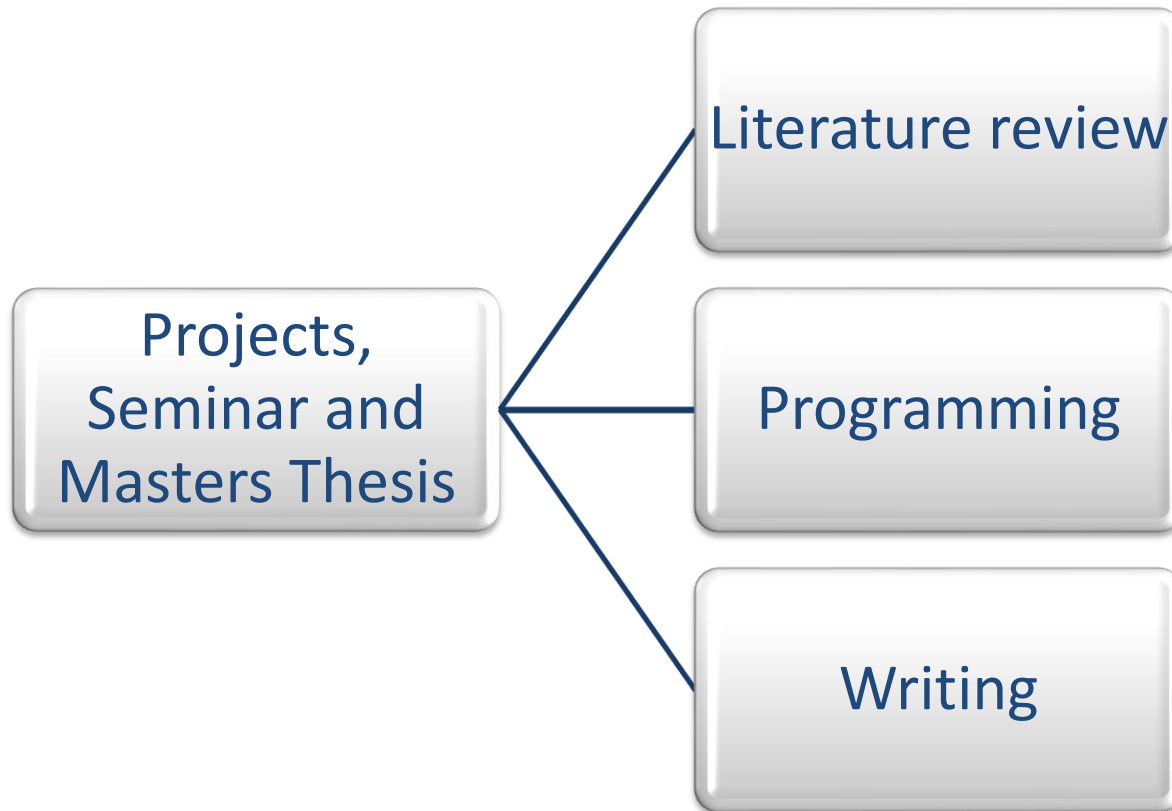 Literature review
Projects,
Seminar and
Masters Thesis
Programming
Writing